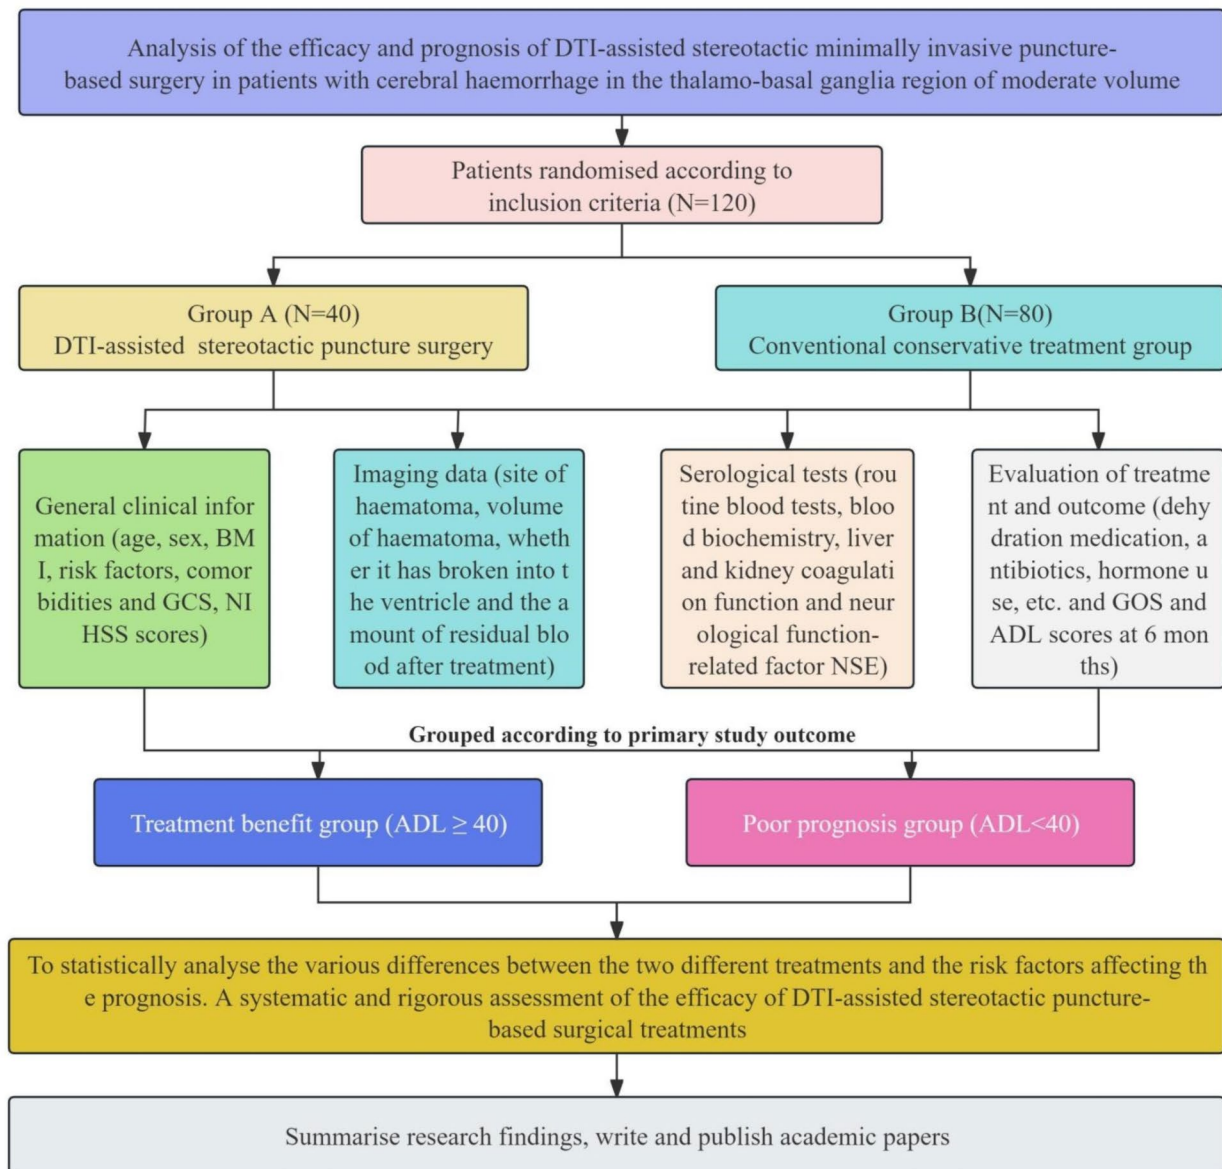 Analysis of the efficacy and prognosis of DTI-assisted stereotactic minimally invasive puncture-
based surgery in patients with cerebral haemorrhage in the thalamo-basal ganglia region of moderate volume
Patients randomised according to
inclusion criteria (N=120)
Group A (N=40)
DTI-assisted stereotactic puncture surgery
Group B(N=80)
Conventional conservative treatment group
General clinical infor
mation (age, sex, BM
I, risk factors, comor
bidities and GCS, NI
HSS scores)
Imaging data (site of
haematoma, volume
of haematoma, wheth
er it has broken into t
he ventricle and the a
mount of residual blo
od after treatment)
Serological tests (rou
tine blood tests, bloo
d biochemistry, liver
and kidney coagulati
on function and neur
ological function-
related factor NSE)
Evaluation of treatme
nt and outcome (dehy
dration medication, a
ntibiotics, hormone u
se, etc. and GOS and
ADL scores at 6 mon
ths)
Grouped according to primary study outcome
Treatment benefit group (ADL ≥ 40)
Poor prognosis group (ADL<40)
To statistically analyse the various differences between the two different treatments and the risk factors affecting th
e prognosis. A systematic and rigorous assessment of the efficacy of DTI-assisted stereotactic puncture-
based surgical treatments
Summarise research findings, write and publish academic papers